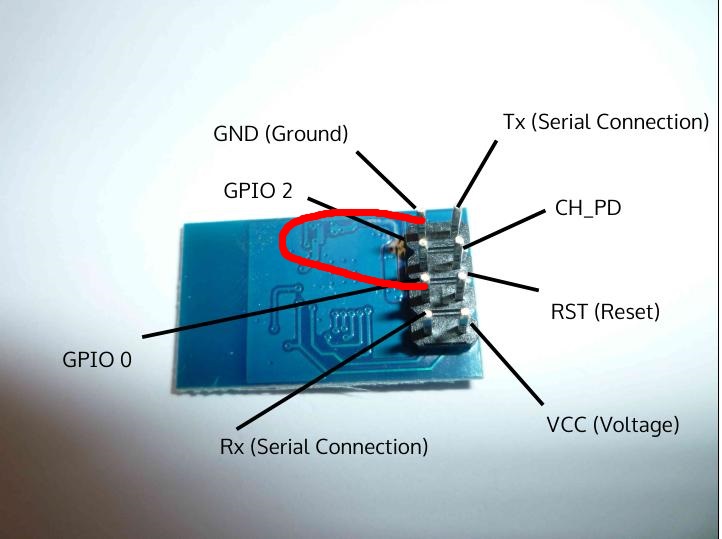 Tx (Serial Connection)
GND (Ground)
GPIO 2
CH_PD
RST (Reset)
GPIO 0
VCC (Voltage)
Rx (Serial Connection)